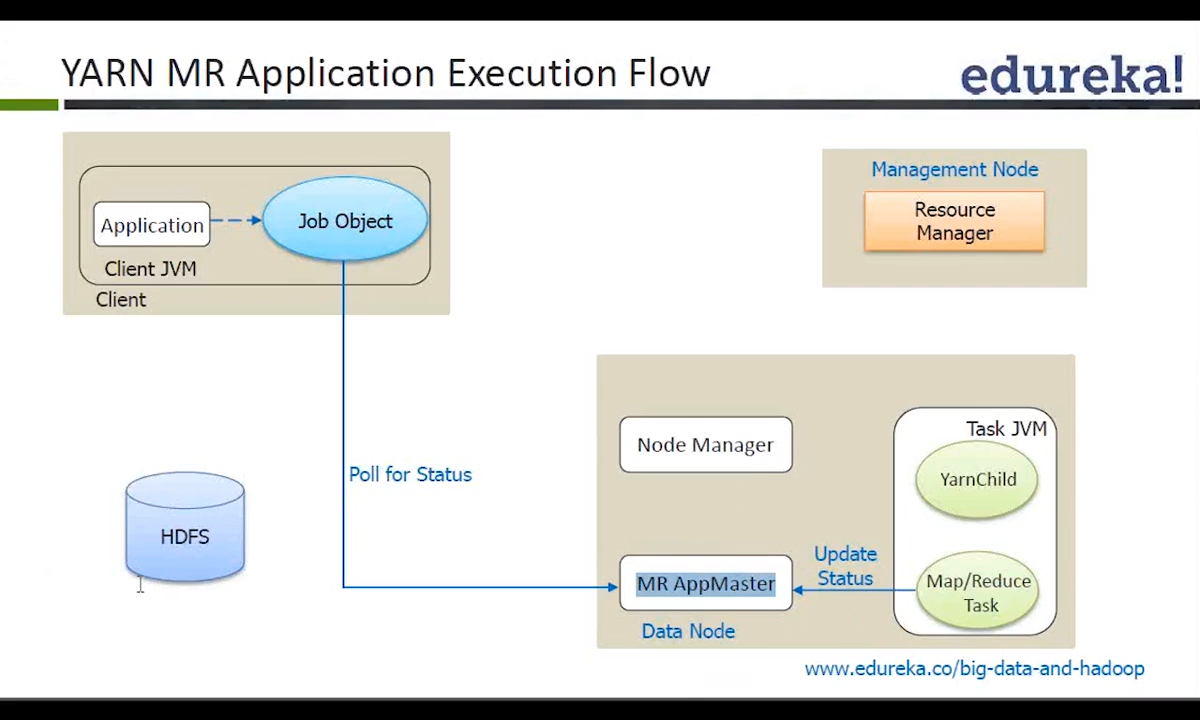 YARN MR Application Execution Flow
edureka!
Application
Job Object
Client JVM
Client
Management Node
Resource
Manager
Poll for Status
HDFS
Node Manager
Task JVM
YarnChild
MR AppMaster
Update
Status
Map/Reduce
Task
Data Node
www.edureka.co/big-data-and-hadoop